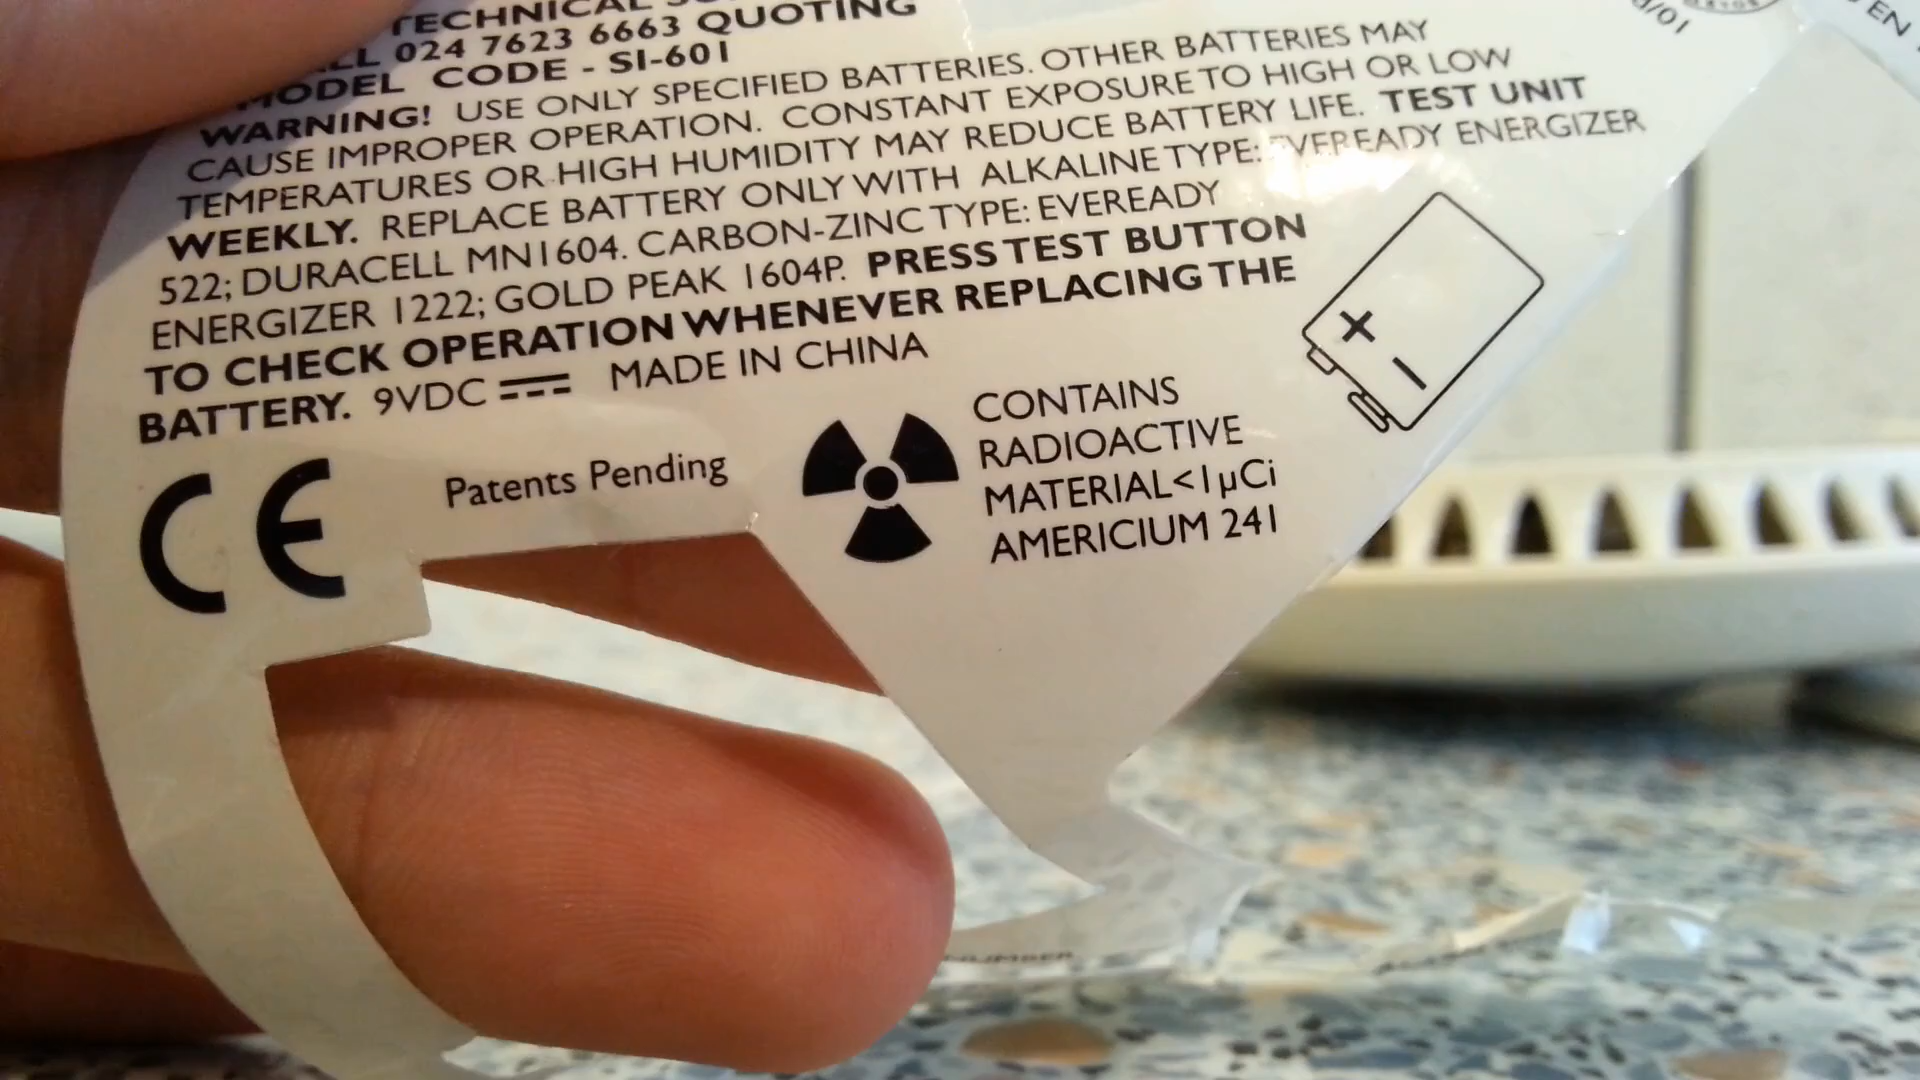 TECHNICAL
024 7623 6663 QUOTING
MODEL CODE - SI-601
WARNING! USE ONLY SPECIFIED BATTERIES. OTHER BATTERIES MAY
CAUSE IMPROPER OPERATION. CONSTANT EXPOSURE TO HIGH OR LOW
TEMPERATURES OR HIGH HUMIDITY MAY REDUCE BATTERY LIFE. TEST UNIT
WEEKLY. REPLACE BATTERY ONLY WITH ALKALINE TYPE: EVEREADY ENERGIZER
522; DURACELL MN1604. CARBON-ZINC TYPE: EVEREADY
ENERGIZER 1222; GOLD PEAK 1604P. PRESS TEST BUTTON
TO CHECK OPERATION WHENEVER REPLACING THE
BATTERY. 9VDC MADE IN CHINA
CE
Patents Pending
CONTAINS
RADIOACTIVE
MATERIAL<1μCi
AMERICIUM 241
+
-
EN
NUMBER